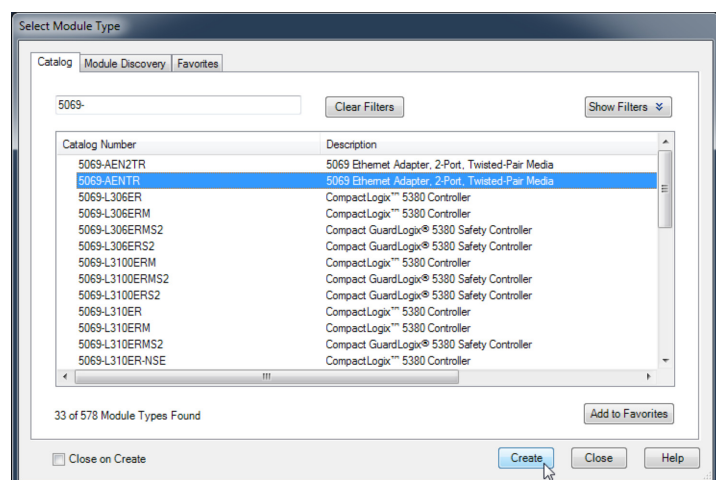 Select Module Type
Catalog Module Discovery Favorites
5069- Clear Filters Show Filters
Catalog Number Description
5069-AEN2TR 5069 Ethernet Adapter, 2-Port, Twisted-Pair Media
5069-AENTR 5069 Ethernet Adapter, 2-Port, Twisted-Pair Media
5069-L306ER CompactLogix™ 5380 Controller
5069-L306ERM CompactLogix™ 5380 Controller
5069-L306ERMS2 Compact GuardLogix® 5380 Safety Controller
5069-L306ERS2 Compact GuardLogix® 5380 Safety Controller
5069-L3100ERM CompactLogix™ 5380 Controller
5069-L3100ERMS2 Compact GuardLogix® 5380 Safety Controller
5069-L3100ERS2 Compact GuardLogix® 5380 Safety Controller
5069-L310ER CompactLogix™ 5380 Controller
5069-L310ERM CompactLogix™ 5380 Controller
5069-L310ERMS2 Compact GuardLogix® 5380 Safety Controller
5069-L310ER-NSE CompactLogix™ 5380 Controller
33 of 578 Module Types Found Add to Favorites
Close on Create Create Close Help